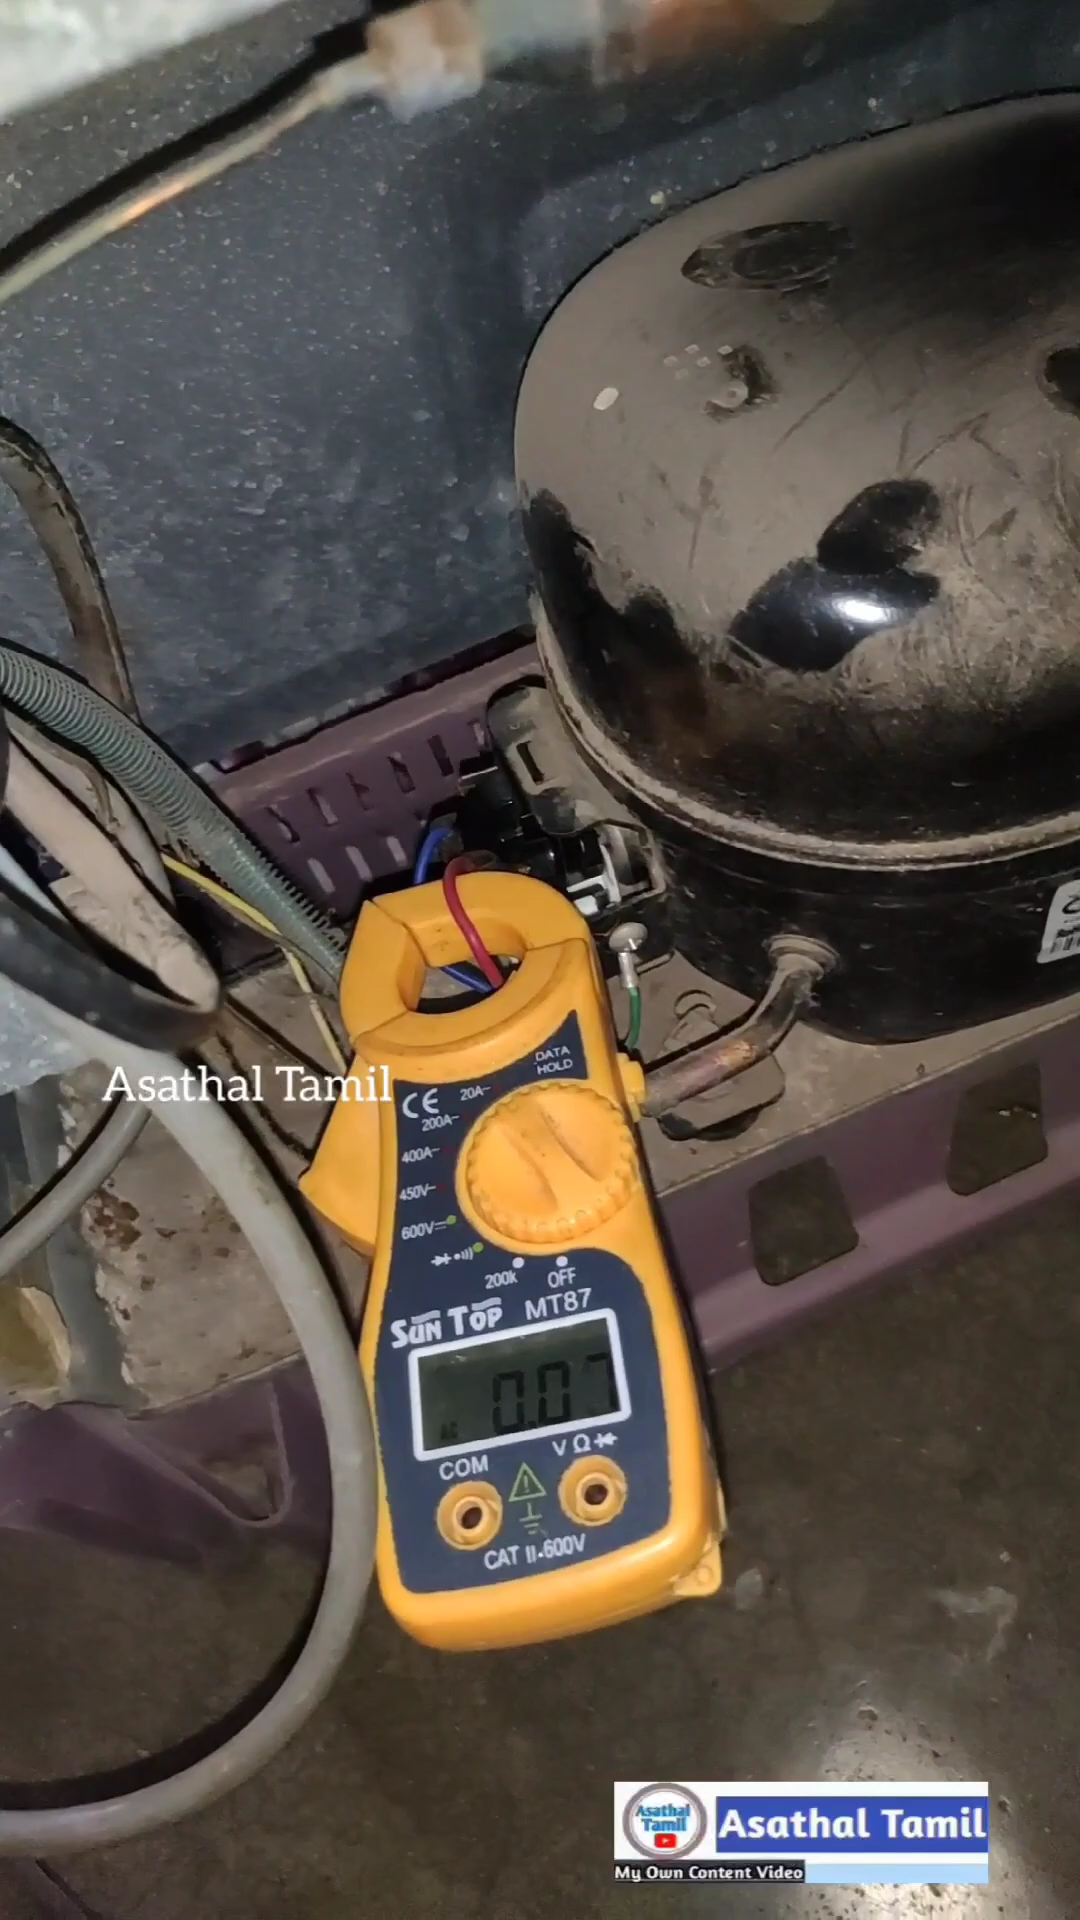 DATA
HOLD
CE
20A~
200A~
400A~
450V~
600V
200k
OFF
SUN TOP MT87
AC 0.07
COM
VΩ
CAT II-600V
Asathal Tamil
Asathal
Tamil
Asathal Tamil
My Own Content Video